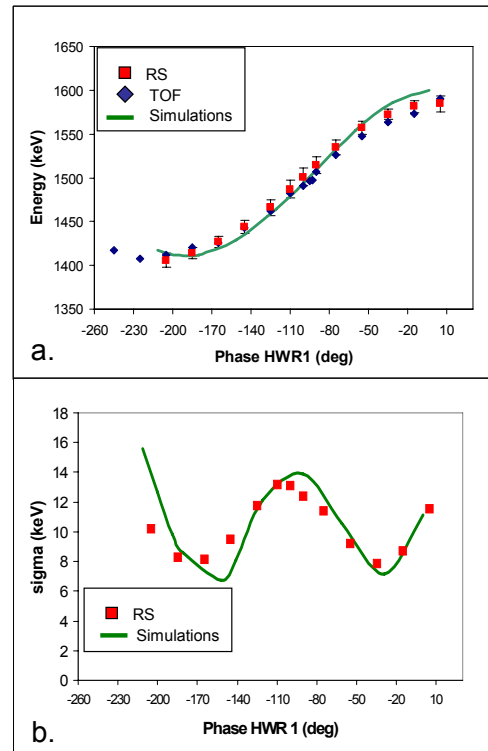 1650
1600
1550
1500
1450
1400
1350
Energy (keV)
RS
TOF
Simulations
-260 -230 -200 -170 -140 -110 -80 -50 -20 10
Phase HWR1 (deg)
a.
18
16
14
12
10
8
6
4
2
0
sigma (keV)
RS
Simulations
-260 -230 -200 -170 -140 -110 -80 -50 -20 10
Phase HWR 1 (deg)
b.